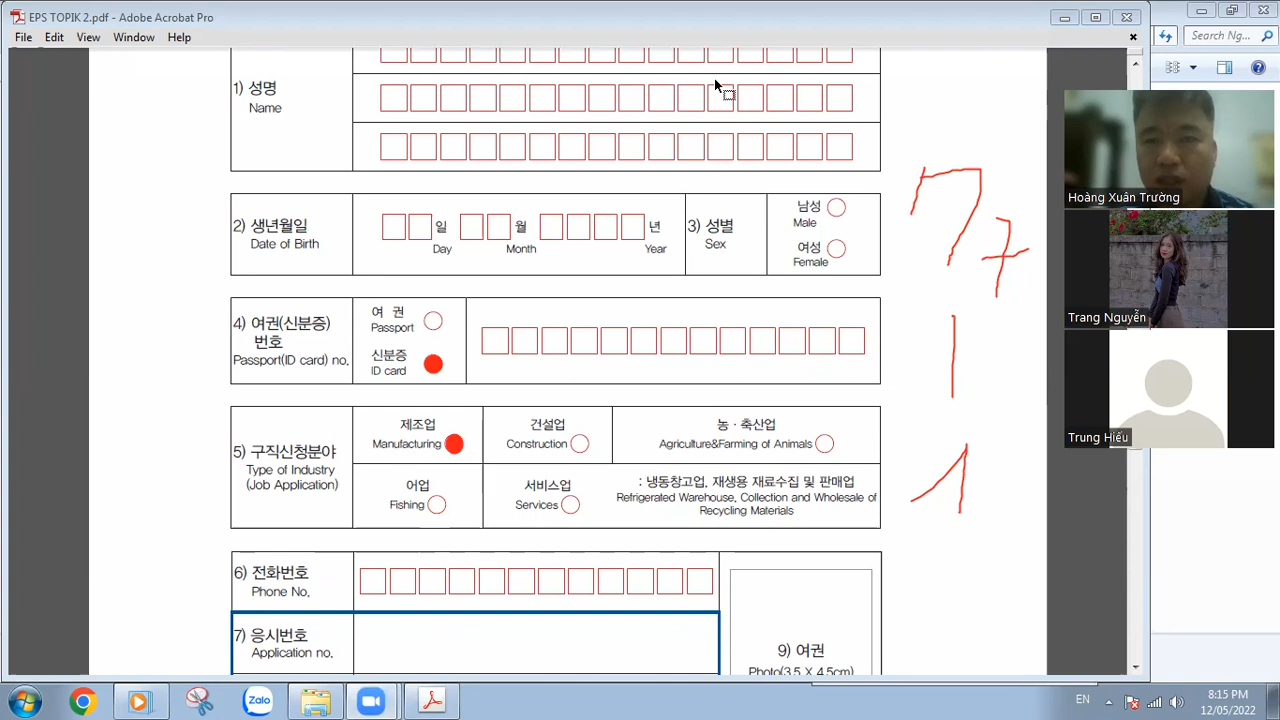 EPS TOPIK 2.pdf - Adobe Acrobat Pro
File Edit View Window Help
Search Ng...
1) 성명
Name
2) 생년월일
Date of Birth
일
Day
월
Month
년
Year
3) 성별
Sex
남성
Male
여성
Female
4) 여권(신분증)
번호
Passport(ID card) no.
여 권
Passport
신분증
ID card
5) 구직신청분야
Type of Industry
(Job Application)
제조업
Manufacturing
건설업
Construction
농 · 축산업
Agriculture&Farming of Animals
어업
Fishing
서비스업
Services
: 냉동창고업, 재생용 재료수집 및 판매업
Refrigerated Warehouse, Collection and Wholesale of
Recycling Materials
6) 전화번호
Phone No.
7) 응시번호
Application no.
9) 여권
Photo(3.5 X 4.5cm)
7
7
1
1
Hoàng Xuân Trường
Trang Nguyễn
Trung Hiếu
Zalo
EN
8:15 PM
12/05/2022